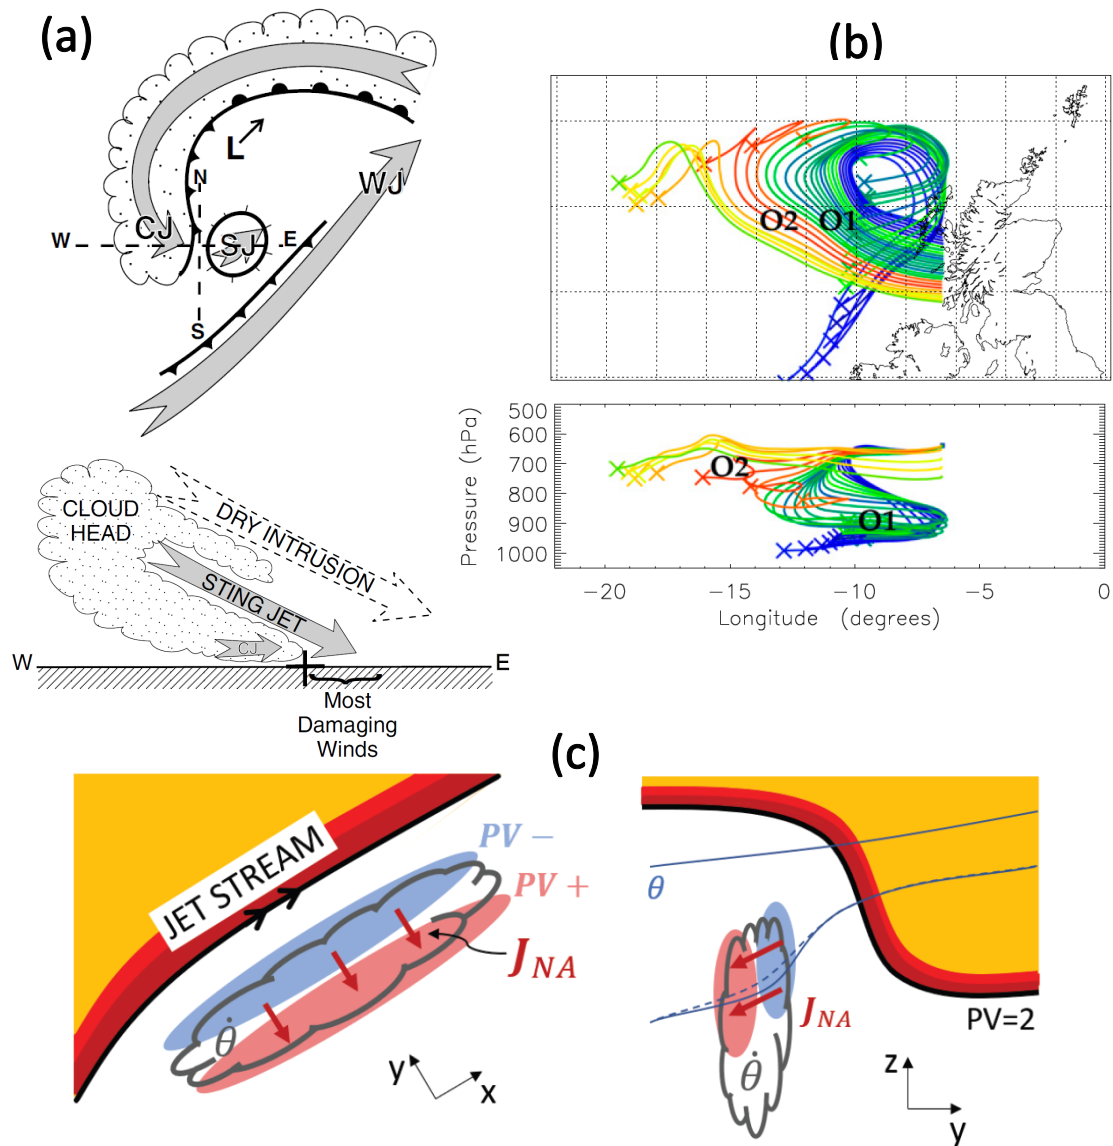 (a)
L
N
WJ
CJ
W
SJ
E
S
CLOUD
HEAD
DRY INTRUSION
STING JET
CJ
W
E
Most
Damaging
Winds
(b)
O2
O1
Pressure (hPa)
500
600
700
800
900
1000
O2
O1
−20
−15
−10
−5
0
Longitude (degrees)
(c)
JET STREAM
PV −
PV +
J_NA
θ̇
y
x
θ
J_NA
θ̇
PV=2
z
y